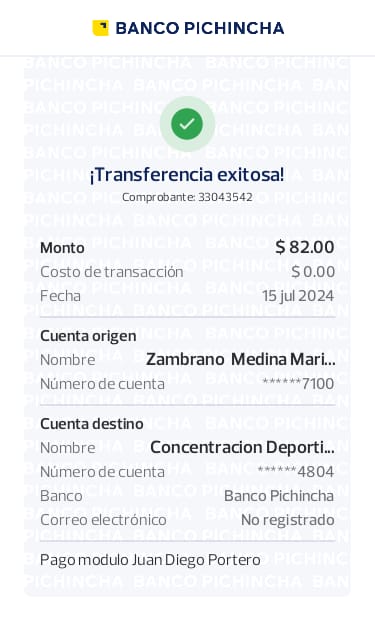 BANCO PICHINCHA
¡Transferencia exitosa!
Comprobante: 33043542
Monto $ 82.00
Costo de transacción $ 0.00
Fecha 15 jul 2024
Cuenta origen
Nombre Zambrano Medina Mari...
Número de cuenta ******7100
Cuenta destino
Nombre Concentracion Deporti...
Número de cuenta ******4804
Banco Banco Pichincha
Correo electrónico No registrado
Pago modulo Juan Diego Portero